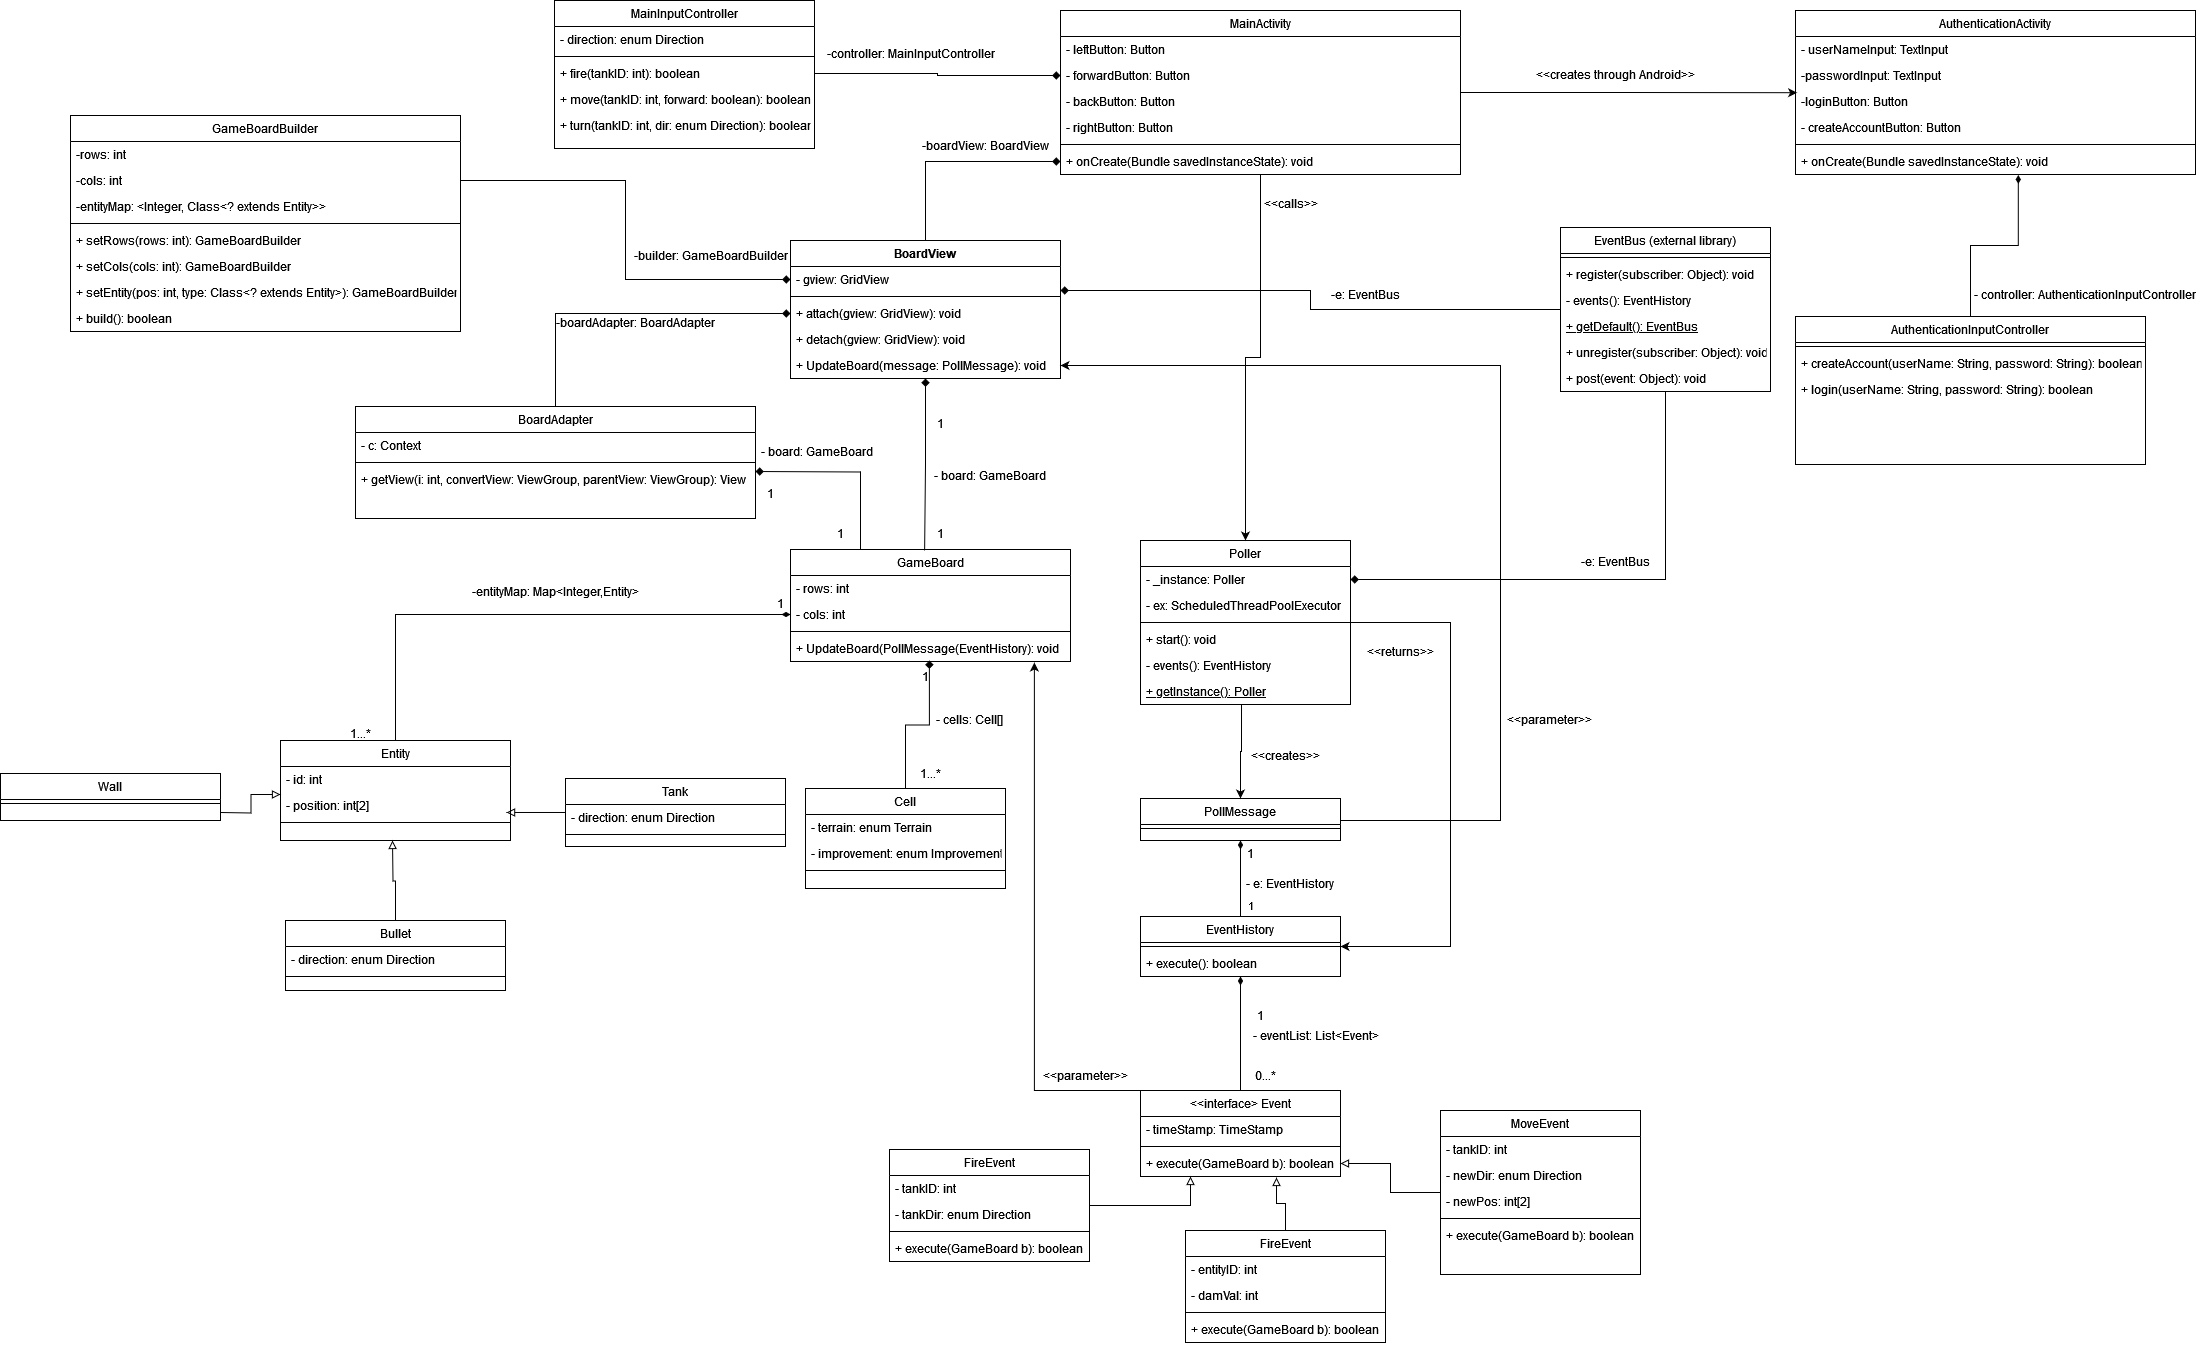 MainInputController
- direction: enum Direction
+ fire(tankID: int): boolean
+ move(tankID: int, forward: boolean): boolean
+ turn(tankID: int, dir: enum Direction): boolean
-controller: MainInputController
MainActivity
- leftButton: Button
- forwardButton: Button
- backButton: Button
- rightButton: Button
+ onCreate(Bundle savedInstanceState): void
<<creates through Android>>
AuthenticationActivity
- userNameInput: TextInput
-passwordInput: TextInput
-loginButton: Button
- createAccountButton: Button
+ onCreate(Bundle savedInstanceState): void
GameBoardBuilder
-rows: int
-cols: int
-entityMap: <Integer, Class<? extends Entity>>
+ setRows(rows: int): GameBoardBuilder
+ setCols(cols: int): GameBoardBuilder
+ setEntity(pos: int, type: Class<? extends Entity>): GameBoardBuilder
+ build(): boolean
-boardView: BoardView
<<calls>>
-builder: GameBoardBuilder
BoardView
- gview: GridView
+ attach(gview: GridView): void
+ detach(gview: GridView): void
+ UpdateBoard(message: PollMessage): void
-e: EventBus
EventBus (external library)
+ register(subscriber: Object): void
- events(): EventHistory
+ getDefault(): EventBus
+ unregister(subscriber: Object): void
+ post(event: Object): void
- controller: AuthenticationInputController
AuthenticationInputController
+ createAccount(userName: String, password: String): boolean
+ login(userName: String, password: String): boolean
-boardAdapter: BoardAdapter
BoardAdapter
- c: Context
+ getView(i: int, convertView: ViewGroup, parentView: ViewGroup): View
- board: GameBoard
1
1
1
- board: GameBoard
1
GameBoard
- rows: int
- cols: int
+ UpdateBoard(PollMessage(EventHistory): void
-entityMap: Map<Integer,Entity>
1
1...*
Poller
- _instance: Poller
- ex: ScheduledThreadPoolExecutor
+ start(): void
- events(): EventHistory
+ getInstance(): Poller
-e: EventBus
<<returns>>
<<parameter>>
<<creates>>
1
- cells: Cell[]
1...*
Entity
- id: int
- position: int[2]
Wall
Tank
- direction: enum Direction
Cell
- terrain: enum Terrain
- improvement: enum Improvement
Bullet
- direction: enum Direction
PollMessage
1
- e: EventHistory
1
EventHistory
+ execute(): boolean
1
- eventList: List<Event>
0...*
<<parameter>>
<<interface> Event
- timeStamp: TimeStamp
+ execute(GameBoard b): boolean
FireEvent
- tankID: int
- tankDir: enum Direction
+ execute(GameBoard b): boolean
FireEvent
- entityID: int
- damVal: int
+ execute(GameBoard b): boolean
MoveEvent
- tankID: int
- newDir: enum Direction
- newPos: int[2]
+ execute(GameBoard b): boolean